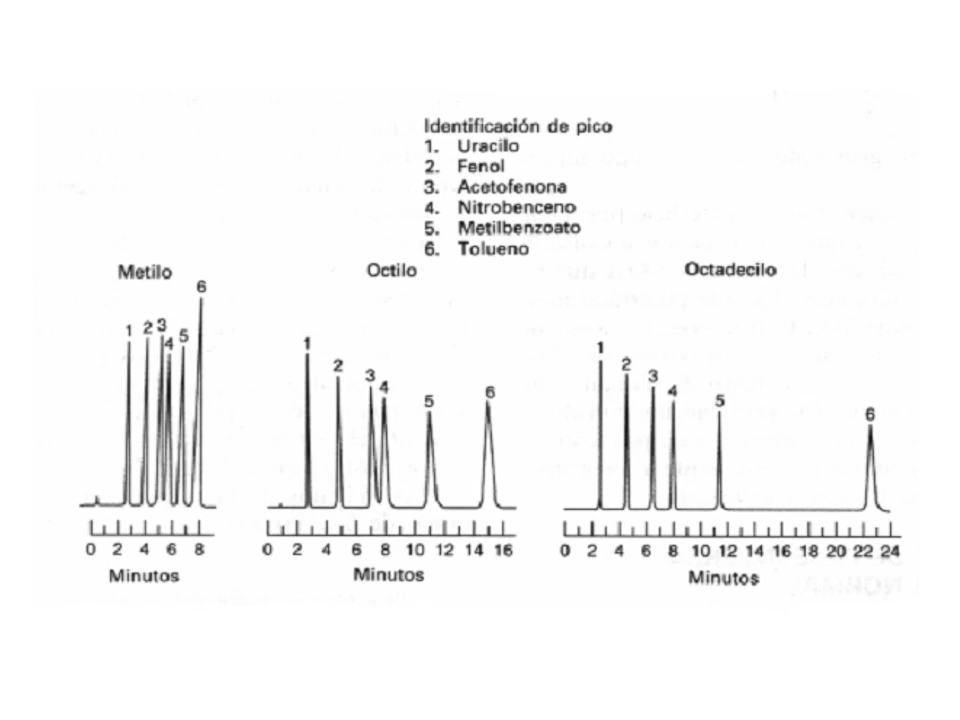 Identificación de pico
1. Uracilo
2. Fenol
3. Acetofenona
4. Nitrobenceno
5. Metilbenzoato
6. Tolueno
Metilo
1 2 3 4 5 6
0 2 4 6 8
Minutos
Octilo
1 2 3 4 5 6
0 2 4 6 8 10 12 14 16
Minutos
Octadecilo
1 2 3 4 5 6
0 2 4 6 8 10 12 14 16 18 20 22 24
Minutos